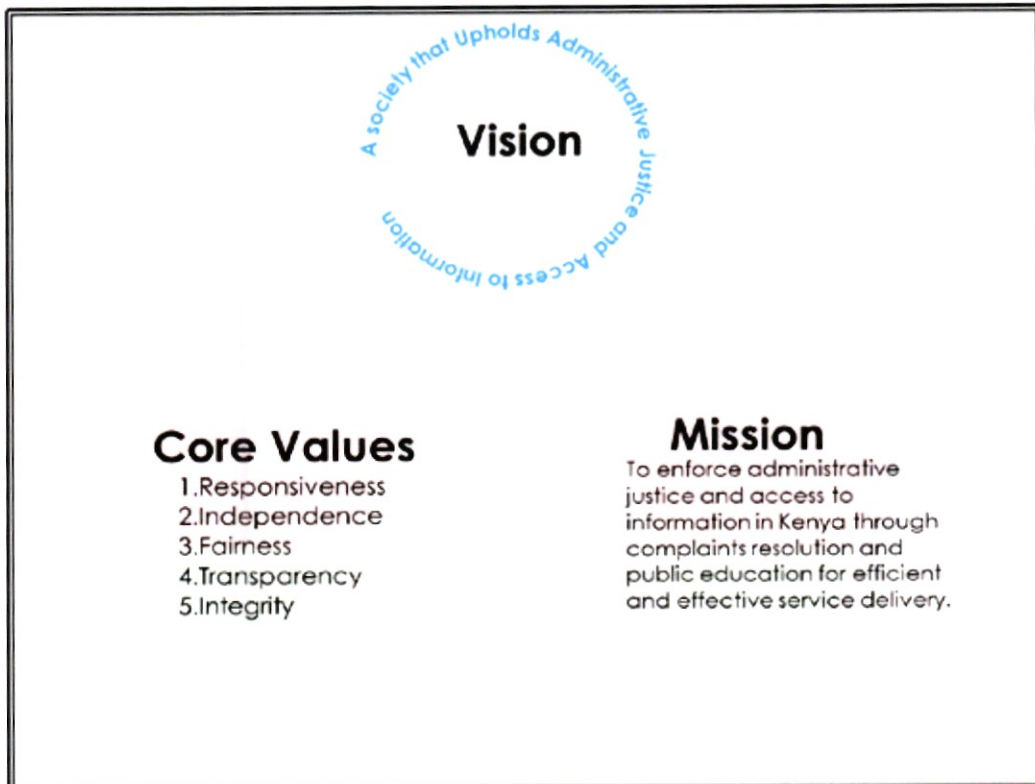 A society that Upholds Administrative Justice and Access to Information
Vision
Core Values
1.Responsiveness
2.Independence
3.Fairness
4.Transparency
5.Integrity
Mission
To enforce administrative
justice and access to
information in Kenya through
complaints resolution and
public education for efficient
and effective service delivery.